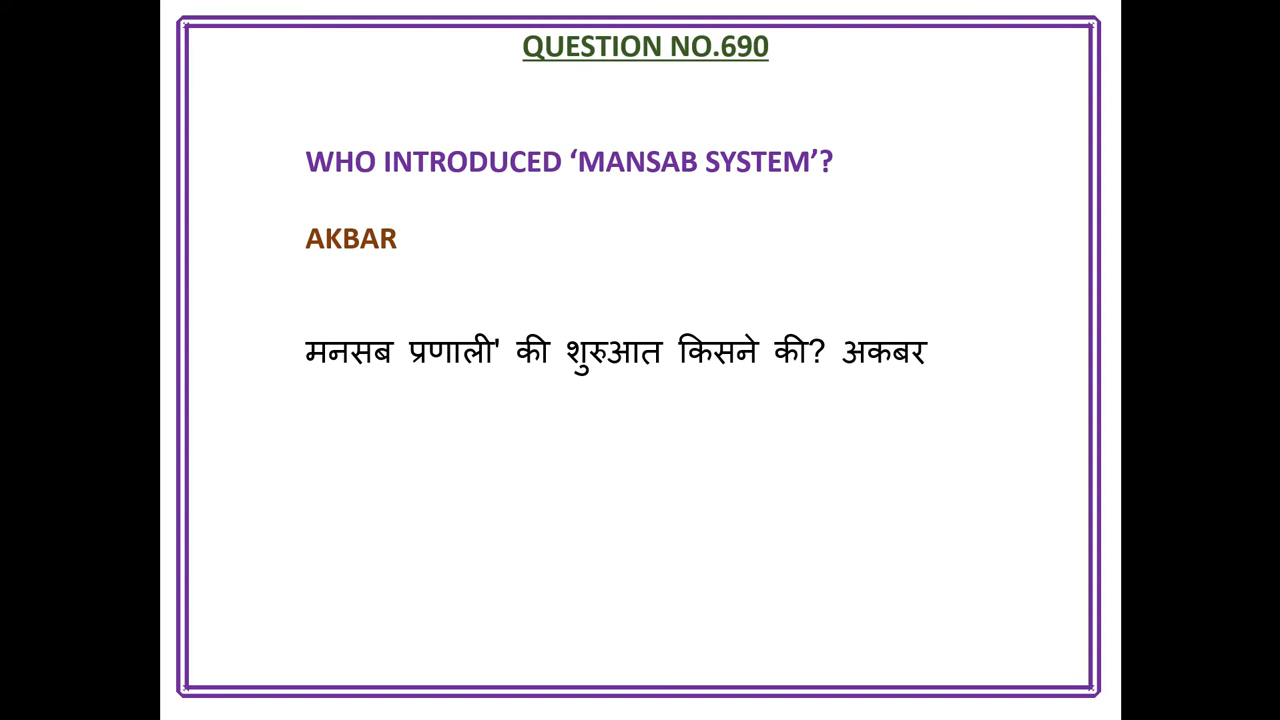 QUESTION NO.690
WHO INTRODUCED ‘MANSAB SYSTEM’?
AKBAR
मनसब प्रणाली' की शुरुआत किसने की? अकबर